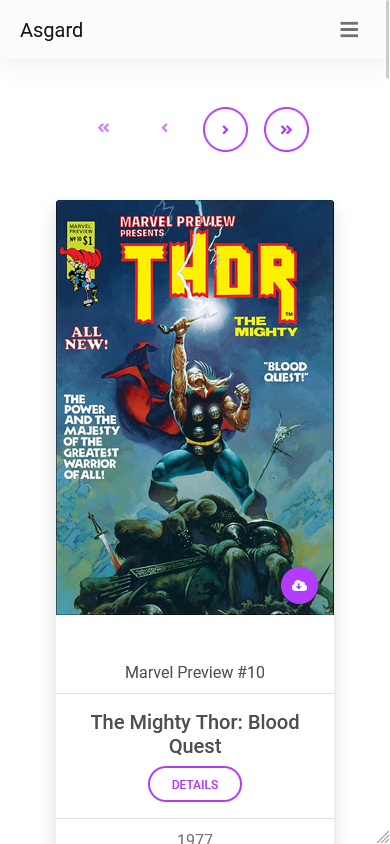 Asgard
MARVEL PREVIEW
PRESENTS
MARVEL
PREVIEW
Nº 10 $1
THOR
TM
THE
MIGHTY
ALL
NEW!
"BLOOD
QUEST!"
THE
POWER
AND THE
MAJESTY
OF THE
GREATEST
WARRIOR
OF ALL!
Marvel Preview #10
The Mighty Thor: Blood
Quest
DETAILS
1977